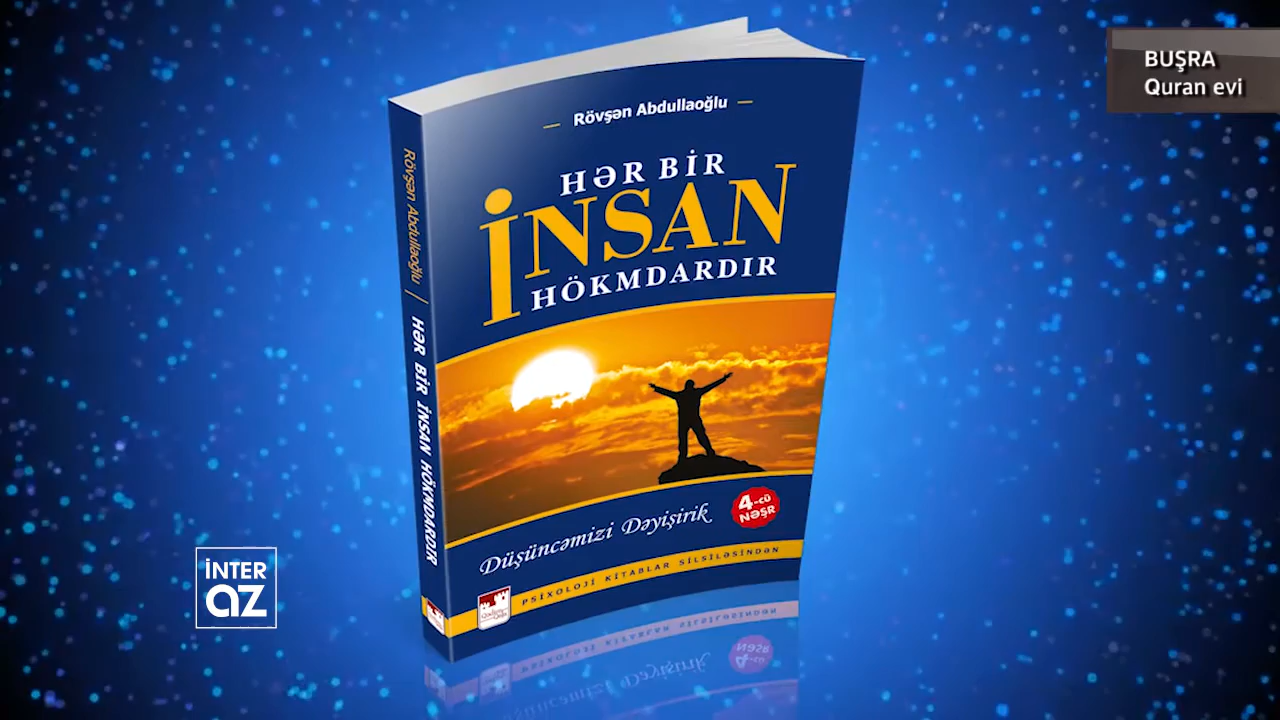 BUŞRA
Quran evi
Rövşən Abdullaoğlu
HƏR BİR
İNSAN
HÖKMDARDIR
Düşüncəmizi Dəyişirik
4-cü
NƏŞR
PSİXOLOJİ KİTABLAR SİLSİLƏSİNDƏN
Rövşən Abdullaoğlu | HƏR BİR İNSAN HÖKMDARDIR
İNTER
az